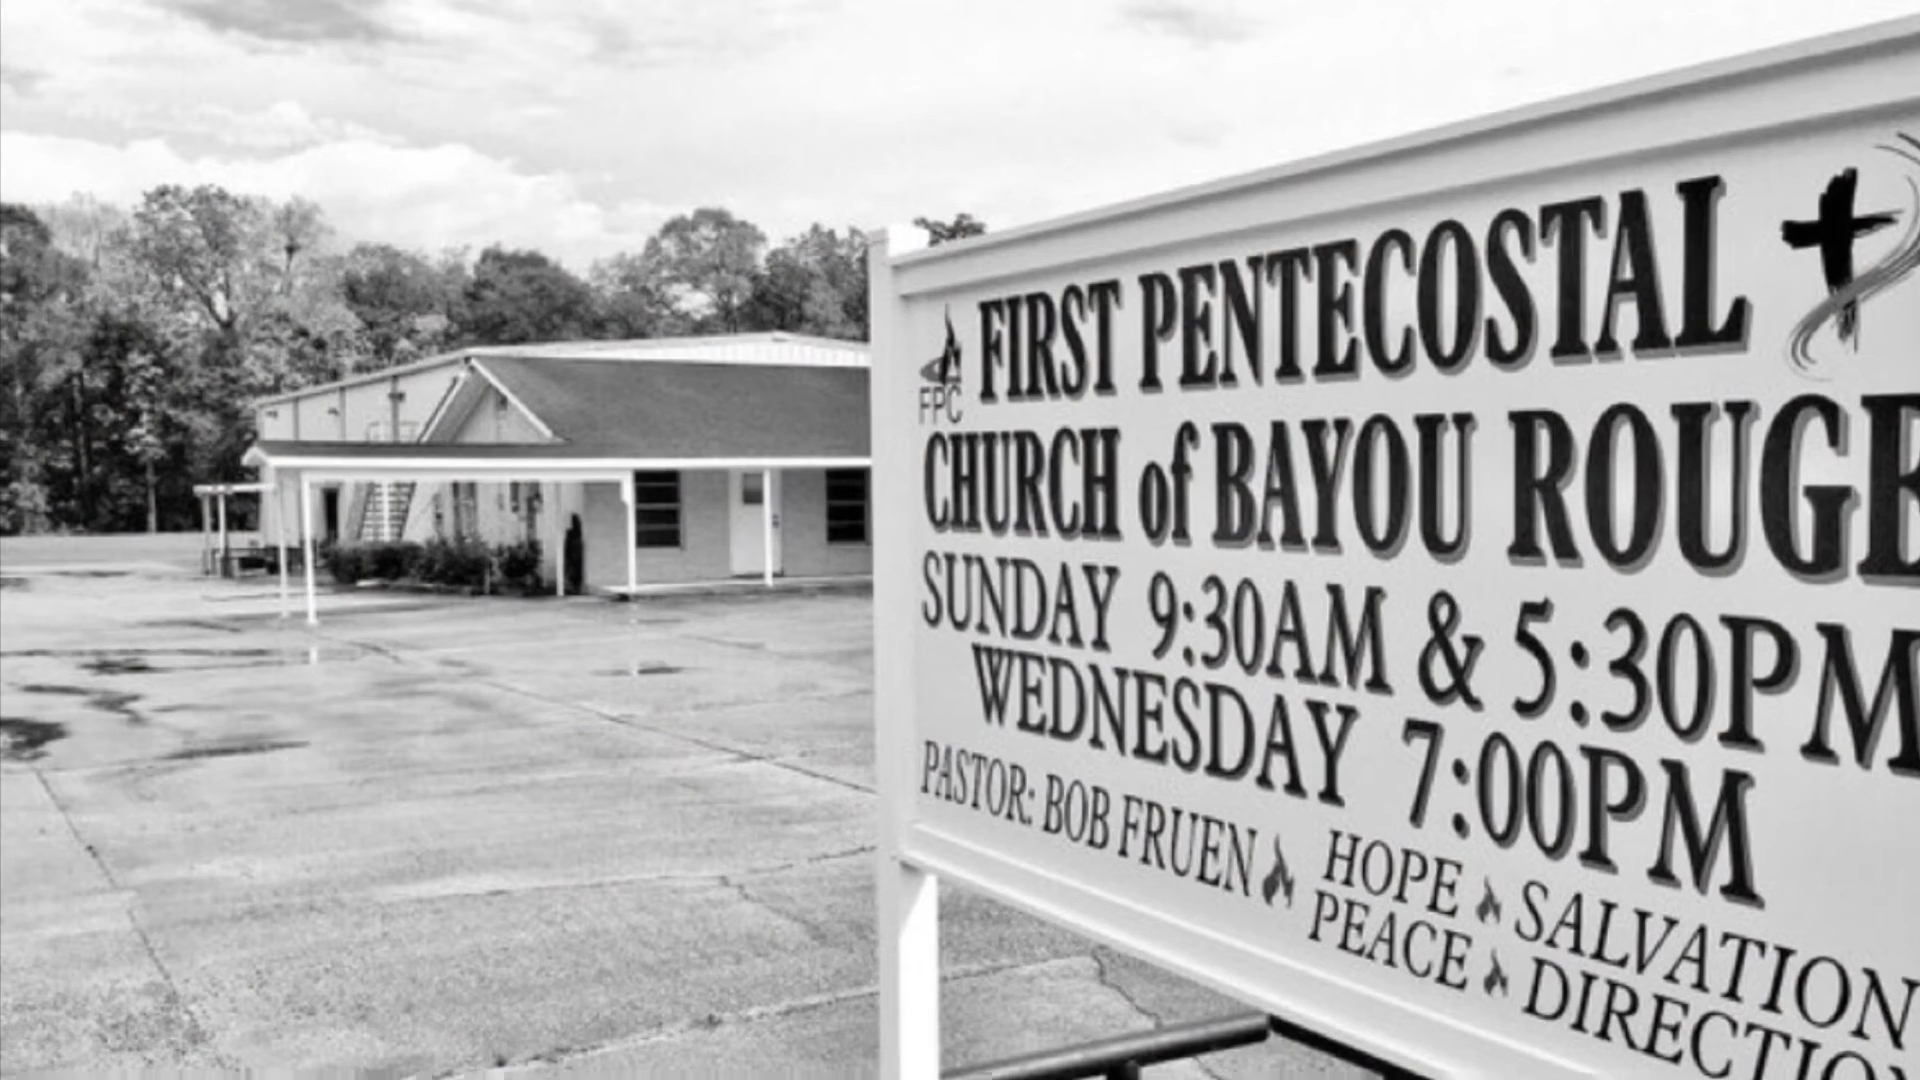 FIRST PENTECOSTAL
FPC
CHURCH of BAYOU ROUGE
SUNDAY 9:30AM & 5:30PM
WEDNESDAY 7:00PM
PASTOR: BOB FRUEN HOPE SALVATION
PEACE DIRECTIO